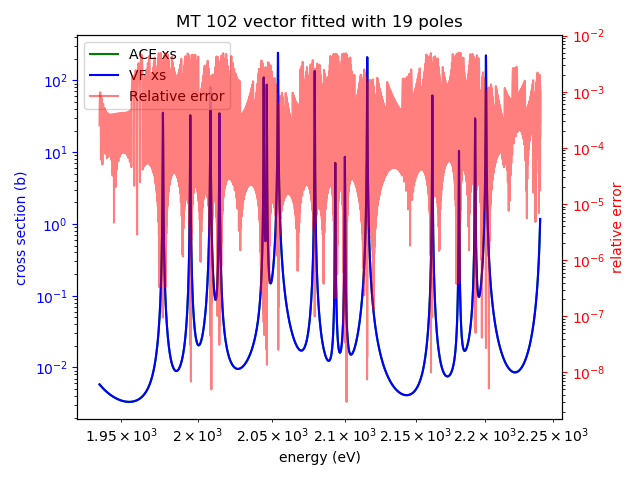 MT 102 vector fitted with 19 poles
ACE xs
VF xs
Relative error
cross section (b)
10²
10¹
10⁰
10⁻¹
10⁻²
10⁻²
10⁻³
10⁻⁴
10⁻⁵
10⁻⁶
10⁻⁷
10⁻⁸
relative error
1.95×10³ 2×10³ 2.05×10³ 2.1×10³ 2.15×10³ 2.2×10³ 2.25×10³
energy (eV)